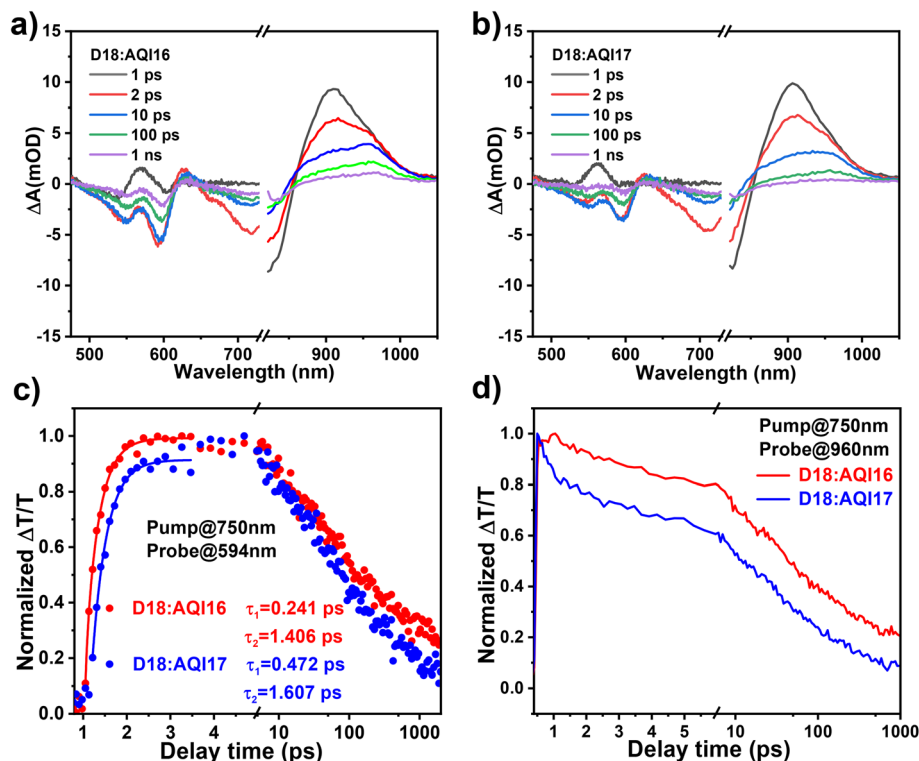 a)
D18:AQI16
1 ps
2 ps
10 ps
100 ps
1 ns
ΔA(mOD)
15
10
5
0
-5
-10
-15
500 600 700 900 1000
Wavelength (nm)
b)
D18:AQI17
1 ps
2 ps
10 ps
100 ps
1 ns
ΔA(mOD)
15
10
5
0
-5
-10
-15
500 600 700 900 1000
Wavelength (nm)
c)
Normalized ΔT/T
1.0
0.8
0.6
0.4
0.2
0.0
Pump@750nm
Probe@594nm
D18:AQI16 τ₁=0.241 ps
τ₂=1.406 ps
D18:AQI17 τ₁=0.472 ps
τ₂=1.607 ps
1 2 3 4 10 100 1000
Delay time (ps)
d)
Normalized ΔT/T
1.0
0.8
0.6
0.4
0.2
0.0
Pump@750nm
Probe@960nm
D18:AQI16
D18:AQI17
1 2 3 4 5 10 100 1000
Delay time (ps)